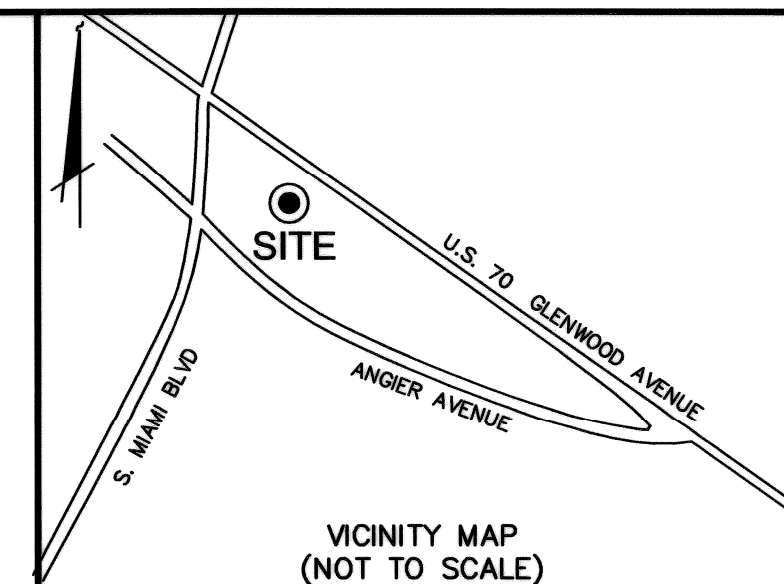 SITE
U.S. 70 GLENWOOD AVENUE
ANGIER AVENUE
S. MIAMI BLVD
VICINITY MAP
(NOT TO SCALE)